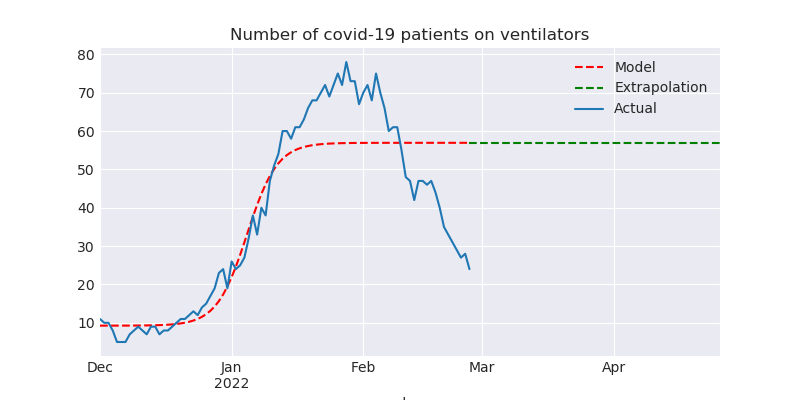 Number of covid-19 patients on ventilators
80
70
60
50
40
30
20
10
Model
Extrapolation
Actual
Dec
Jan
2022
Feb
Mar
Apr